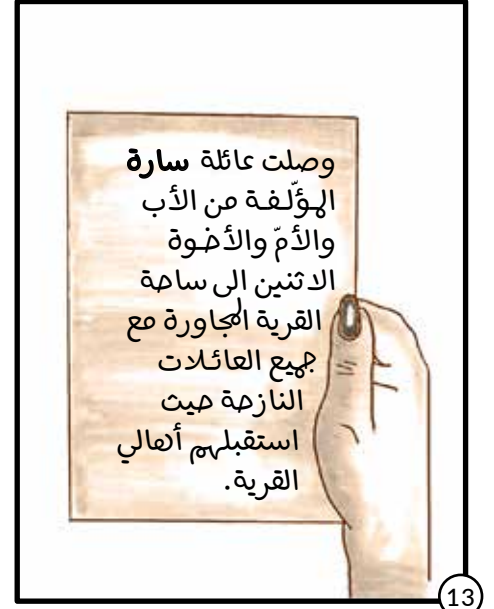 وصلت عائلة سارة
المؤلّفة من الأب
والأمّ والأخوة
الاثنين الى ساحة
القرية المجاورة مع
جميع العائلات
النازحة حيث
استقبلهم أهالي
القرية.
13